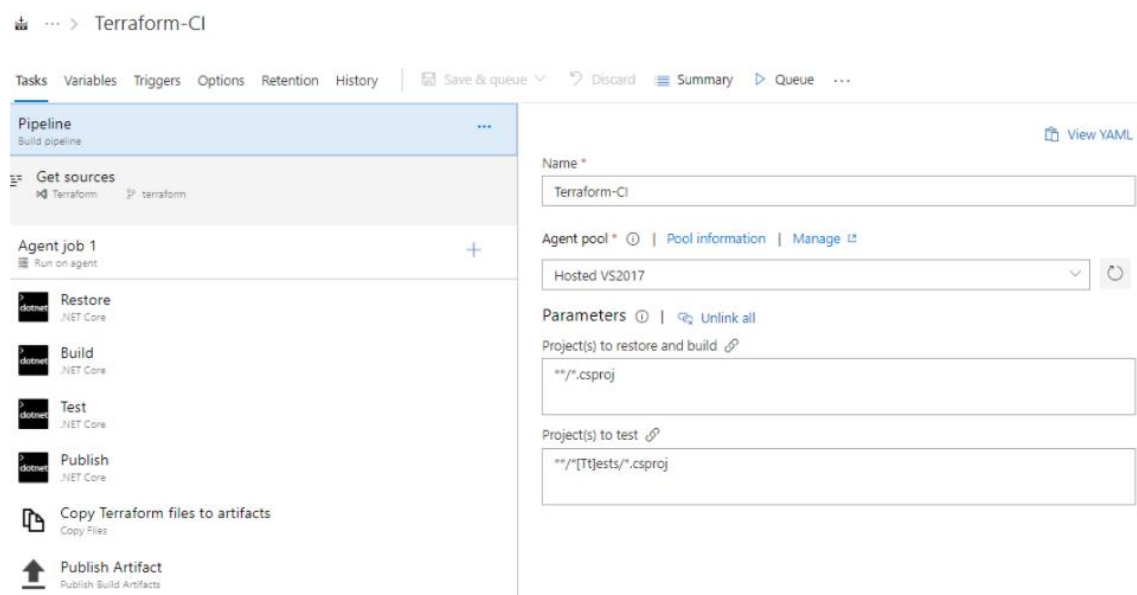 ... > Terraform-CI
Tasks Variables Triggers Options Retention History | Save & queue Discard Summary Queue ...
Pipeline ...
Build pipeline
View YAML
Get sources
Terraform terraform
Name *
Terraform-CI
Agent job 1 +
Run on agent
Agent pool * | Pool information | Manage
Hosted VS2017
>
dotnet
Restore
.NET Core
Parameters | Unlink all
Project(s) to restore and build
**/*.csproj
>
dotnet
Build
.NET Core
>
dotnet
Test
.NET Core
Project(s) to test
**/*[Tt]ests/*.csproj
>
dotnet
Publish
.NET Core
Copy Terraform files to artifacts
Copy Files
Publish Artifact
Publish Build Artifacts